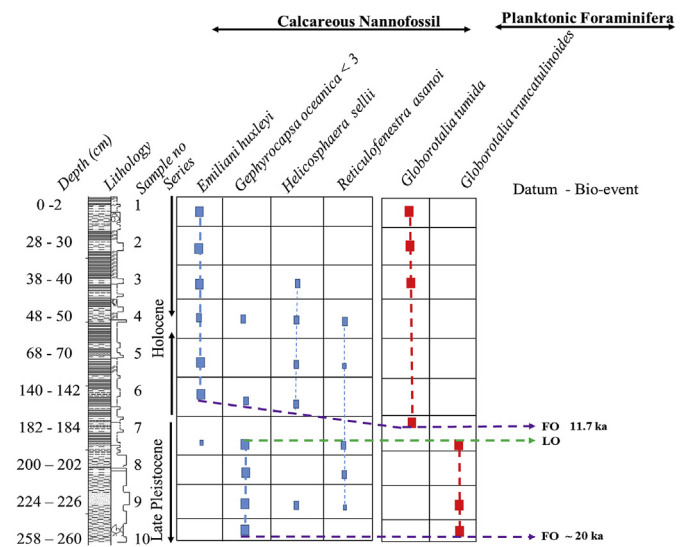 Calcareous Nannofossil
Planktonic Foraminifera
Depth (cm)
Lithology
Sample no
Series
Emiliani huxleyi
Gephyrocapsa oceanica < 3
Helicosphaera sellii
Reticulofenestra asanoi
Globorotalia tumida
Globorotalia truncatulinoides
Datum - Bio-event
0 -2 1
28 – 30 2
38 – 40 3
48 – 50 4
68 – 70 5
140 – 142 6
182 – 184 7
200 – 202 8
224 – 226 9
258 – 260 10
Holocene
Late Pleistocene
FO 11.7 ka
LO
FO ~ 20 ka